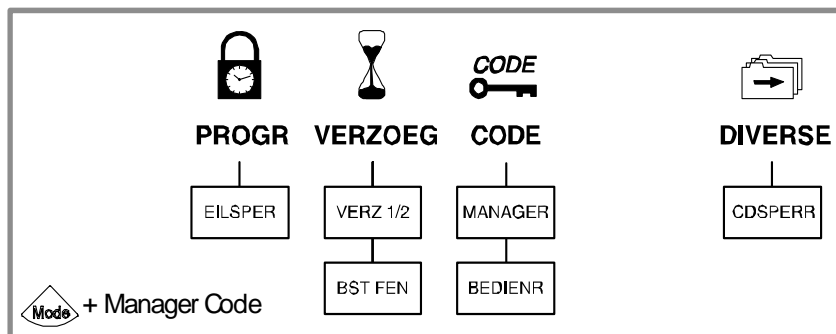 CODE
PROGR VERZOEG CODE DIVERSE
EILSPER VERZ 1/2 MANAGER CDSPERR
BST FEN BEDIENR
Mode + Manager Code